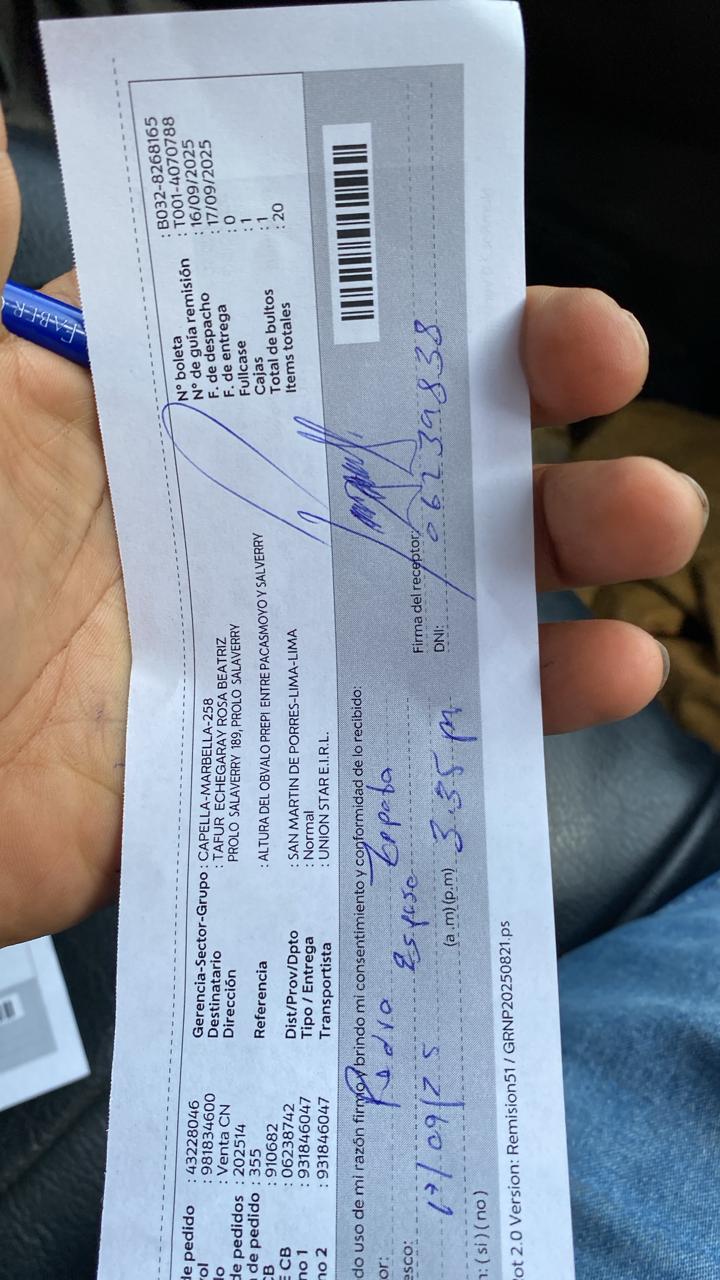 de pedido : 43228046
rol : 981834600
do : Venta CN
de pedidos : 202514
a de pedido : 355
CB : 910682
E CB : 06238742
no 1 : 931846047
no 2 : 931846047
Gerencia-Sector-Grupo : CAPELLA-MARBELLA-258
Destinatario : TAFUR ECHEGARAY ROSA BEATRIZ
Dirección PROLO SALAVERRY 189, PROLO SALAVERRY
Referencia : ALTURA DEL OBVALO PREPI ENTRE PACASMOYO Y SALVERRY
Dist/Prov/Dpto : SAN MARTIN DE PORRES-LIMA-LIMA
Tipo / Entrega : Normal
Transportista : UNION STAR E.I.R.L.
N° boleta : B032-8268165
N° de guía remisión : T001-4070788
F. de despacho : 16/09/2025
F. de entrega : 17/09/2025
Fullcase : 0
Cajas : 1
Total de bultos : 1
Items totales : 20
do uso de mi razón firmo y brindo mi consentimiento y conformidad de lo recibido:
or: Pedro
esco: 17/09/25 (a.m)(p.m) 3.35 pm
Firma del receptor:
DNI: 06239838
n: ( si ) ( no )
ot 2.0 Version: Remision51 / GRNP20250821.ps
FABER